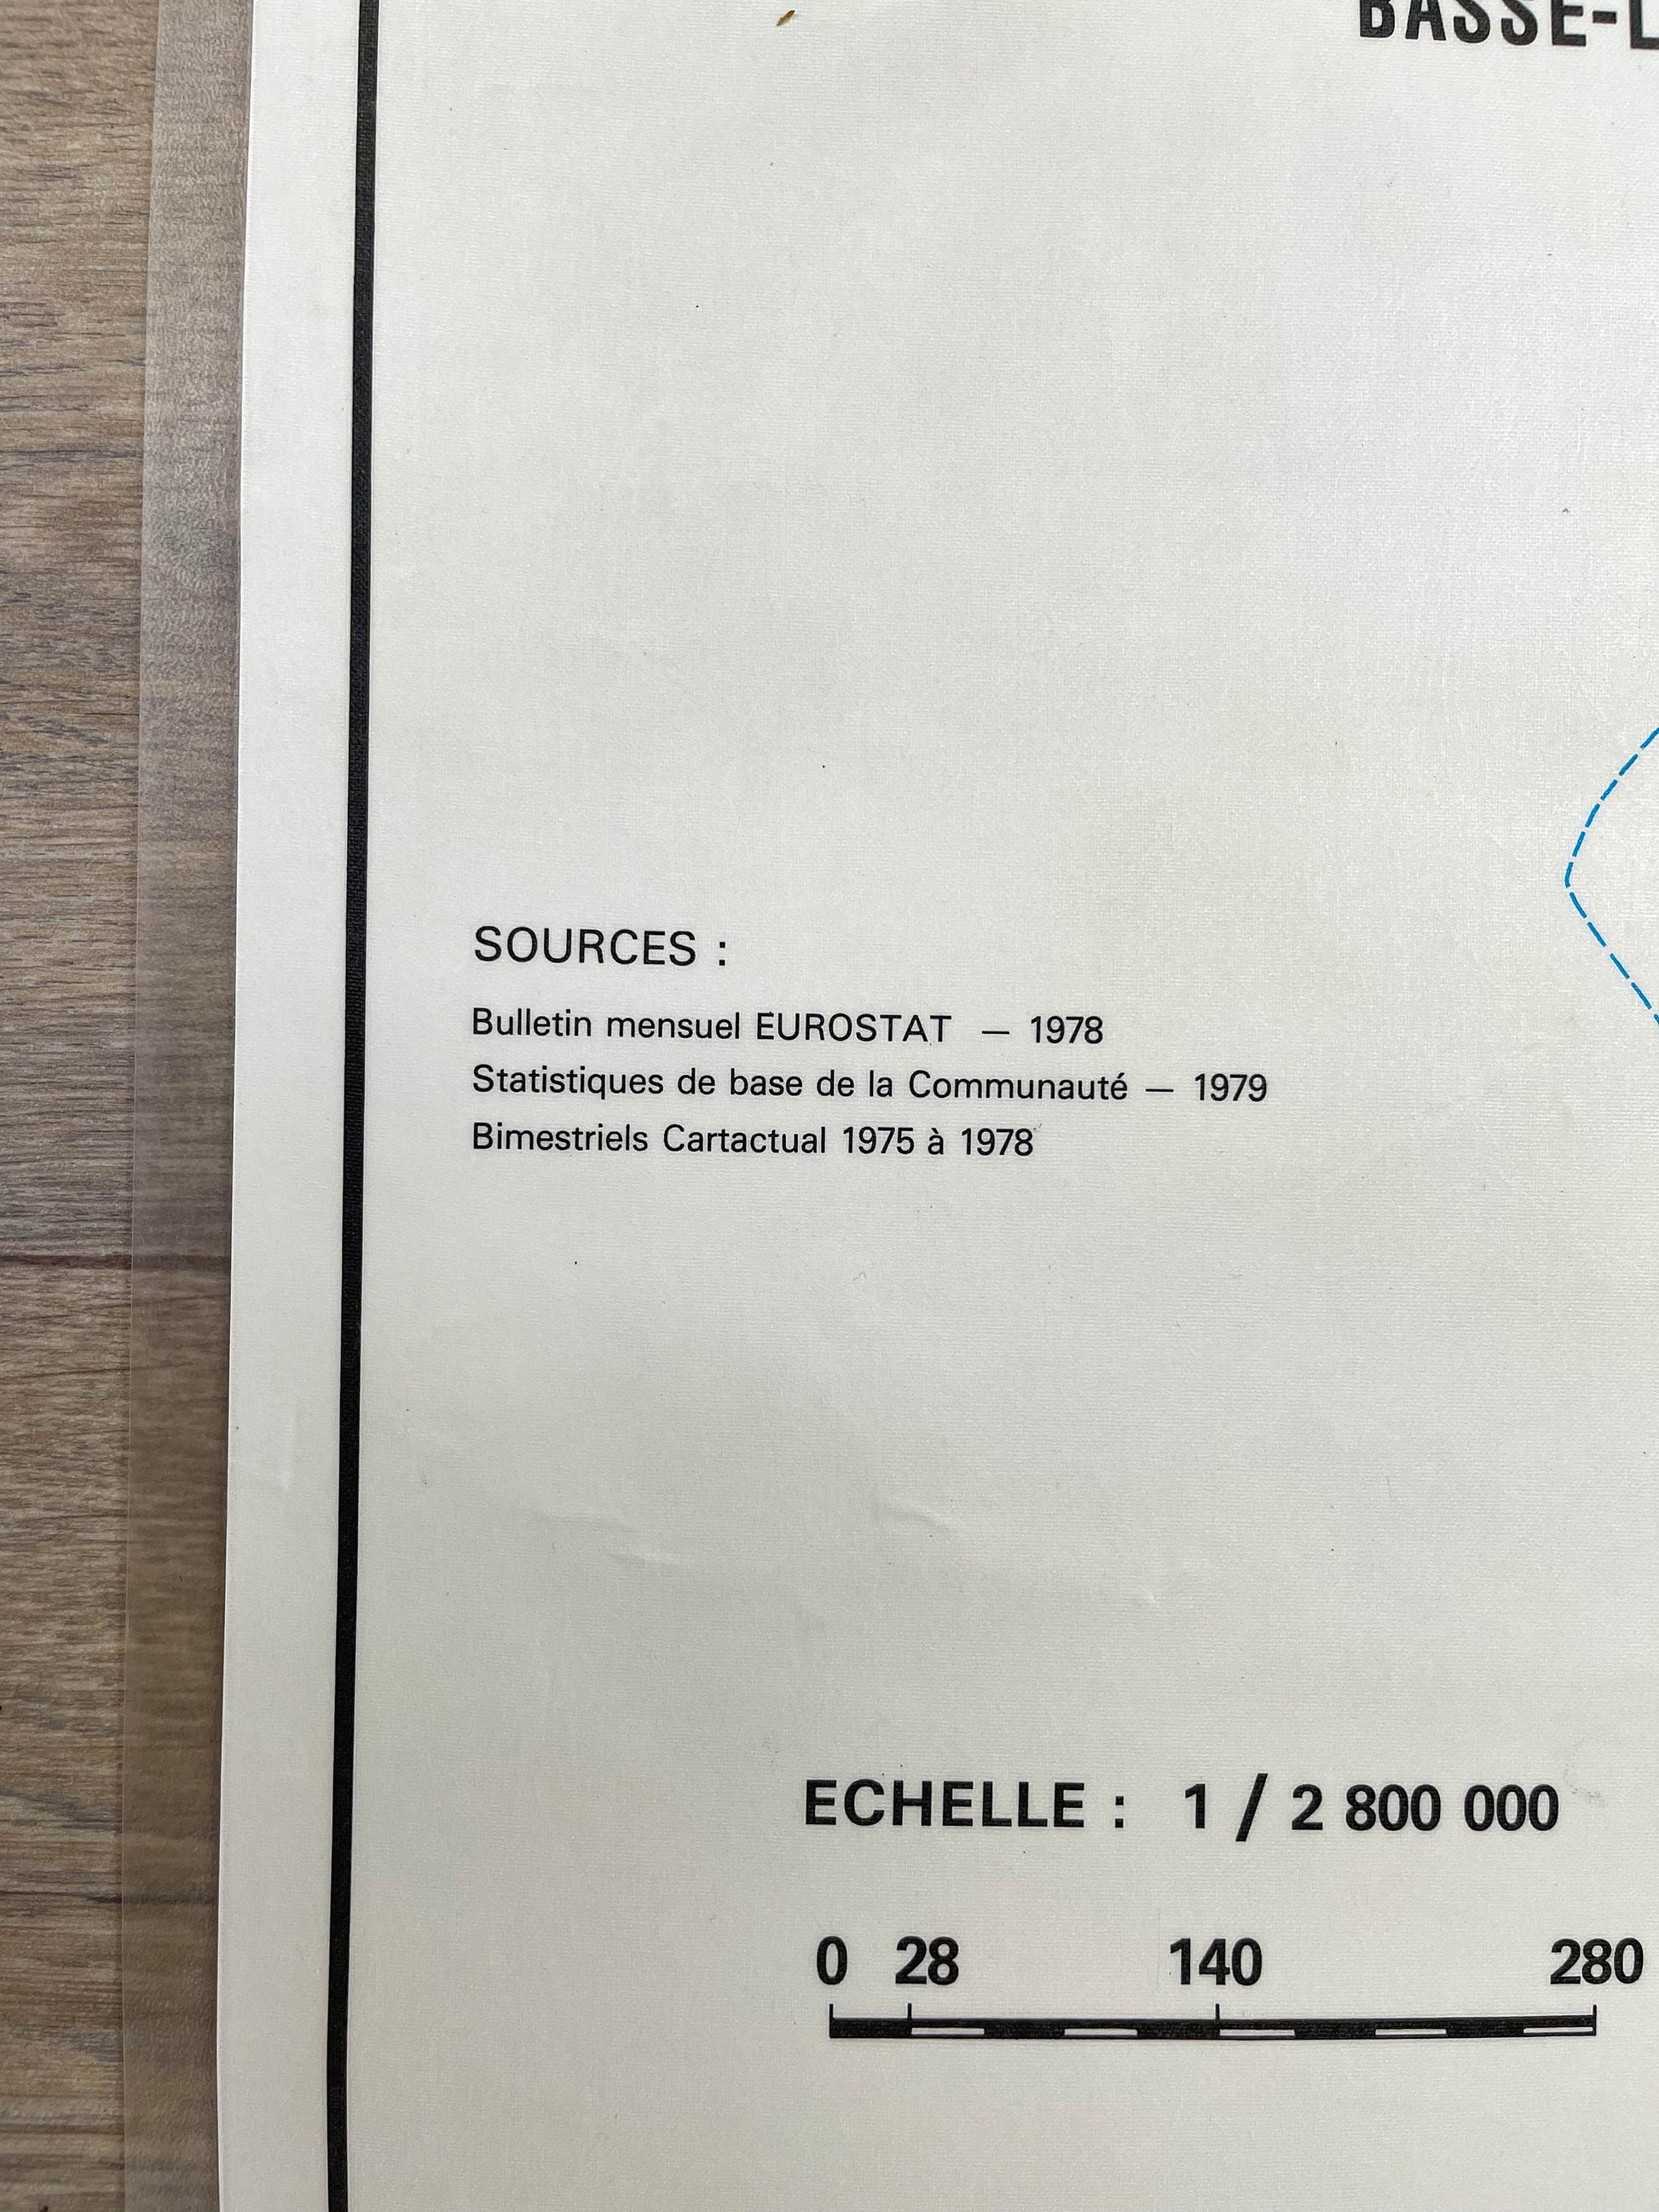 BASSE-L
SOURCES :
Bulletin mensuel EUROSTAT — 1978
Statistiques de base de la Communauté — 1979
Bimestriels Cartactual 1975 à 1978
ECHELLE : 1 / 2 800 000
0 28 140 280